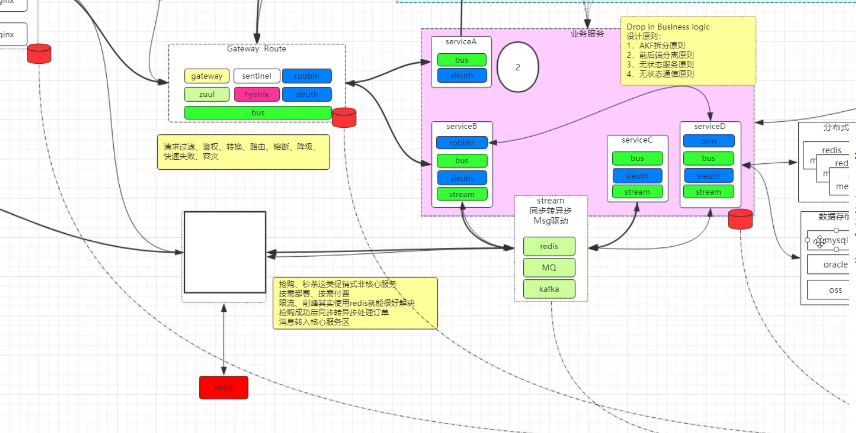 ginx
ginx
Gateway Route
gateway
sentinel
robbin
zuul
hystrix
sleuth
bus
请求过滤、鉴权、转换、路由、熔断、降级、
快速失败、容灾
业务服务
serviceA
bus
sleuth
2
Drop In Business logic
设计原则:
1，AKF拆分原则
2，前后端分离原则
3，无状态服务原则
4，无状态通信原则
serviceB
robbin
bus
sleuth
stream
serviceC
bus
sleuth
stream
serviceD
orm
bus
sleuth
stream
分布式
redis
数据存储
mysql
oracle
oss
stream
同步转异步
Msg驱动
redis
MQ
kafka
抢购、秒杀这类促销式非核心服务
按需部署、按需付费
限流、削峰其实使用redis就能很好解决
抢购成功后同步转异步处理订单
消息转入核心服务区
redis